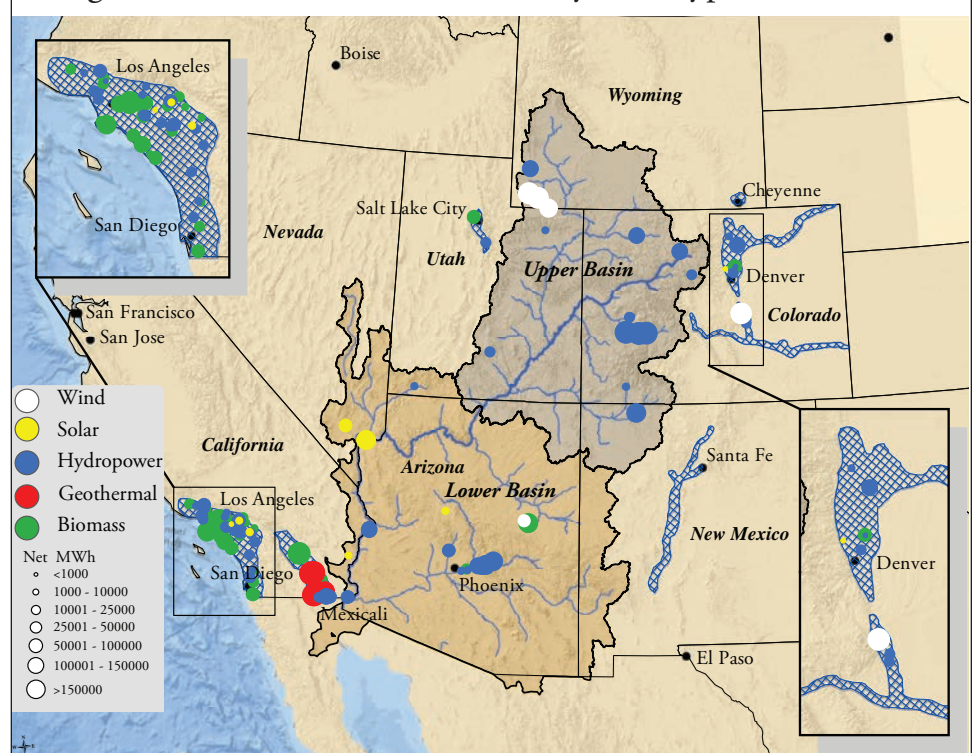 Los Angeles
San Diego
Boise
Wyoming
Cheyenne
Salt Lake City
Nevada
Utah
Upper Basin
Denver
Colorado
San Francisco
San Jose
Wind
Solar
Hydropower
Geothermal
Biomass
Net MWh
<1000
1000 - 10000
10001 - 25000
25001 - 50000
50001 - 100000
100001 - 150000
>150000
California
Arizona
Lower Basin
Santa Fe
New Mexico
Los Angeles
San Diego
Mexicali
Phoenix
El Paso
Denver